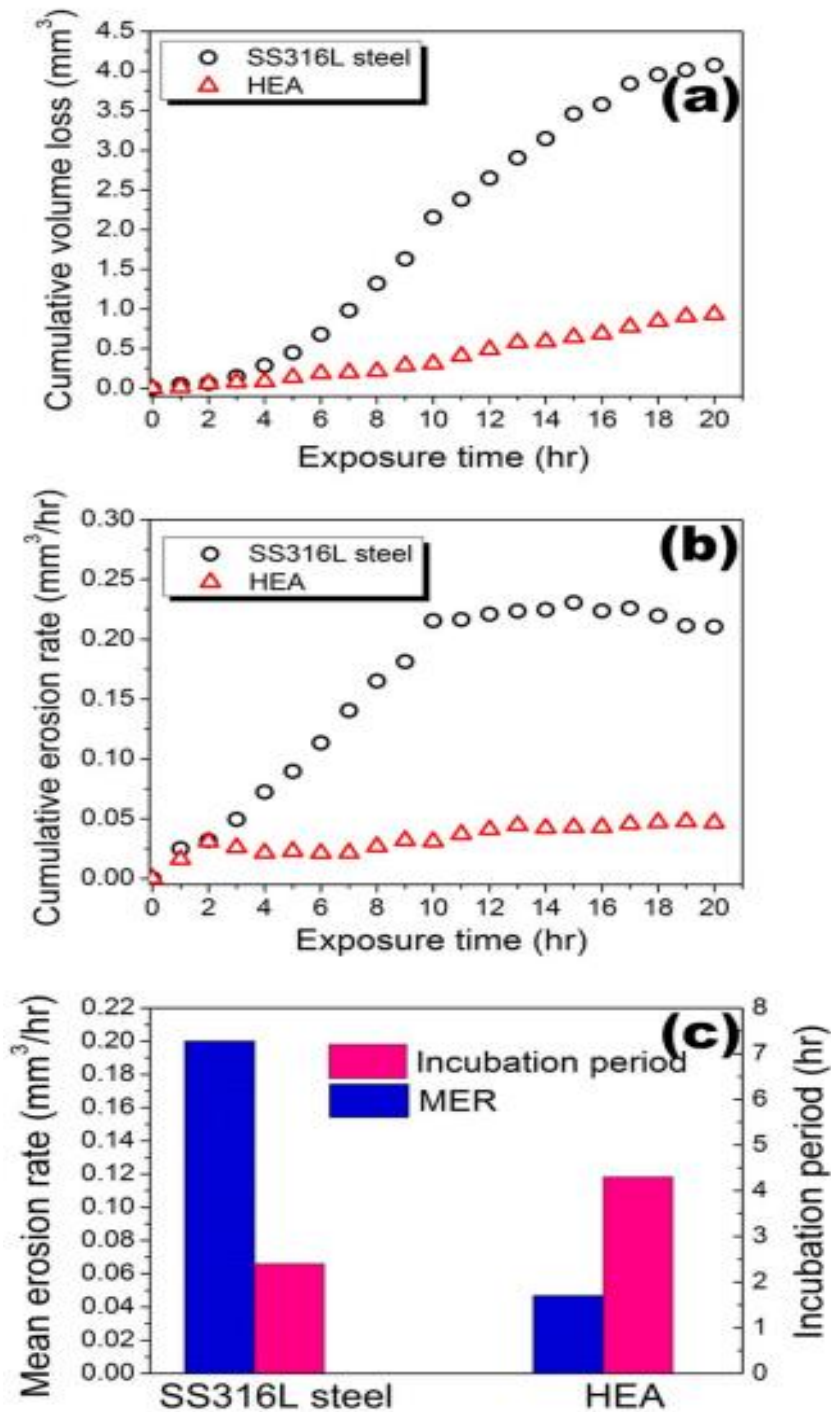 Cumulative volume loss (mm³)
4.5
4.0
3.5
3.0
2.5
2.0
1.5
1.0
0.5
0.0
SS316L steel
HEA
(a)
0 2 4 6 8 10 12 14 16 18 20
Exposure time (hr)
Cumulative erosion rate (mm³/hr)
0.30
0.25
0.20
0.15
0.10
0.05
0.00
SS316L steel
HEA
(b)
0 2 4 6 8 10 12 14 16 18 20
Exposure time (hr)
Mean erosion rate (mm³/hr)
0.22
0.20
0.18
0.16
0.14
0.12
0.10
0.08
0.06
0.04
0.02
0.00
(c)
Incubation period
MER
8
7
6
5
4
3
2
1
0
Incubation period (hr)
SS316L steel HEA